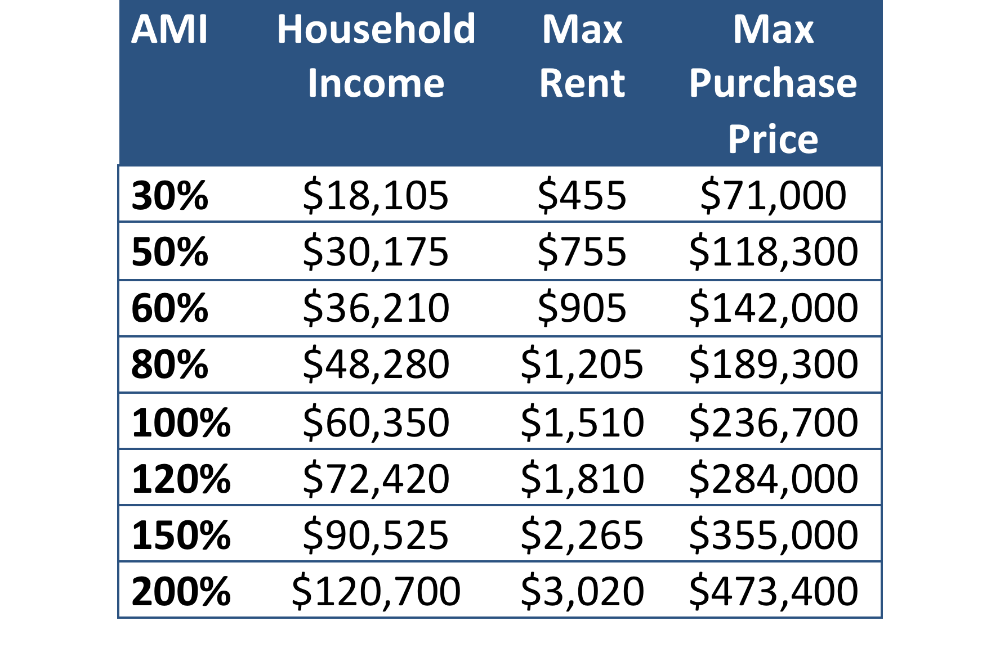 AMI Household Max Max
Income Rent Purchase
Price
30% $18,105 $455 $71,000
50% $30,175 $755 $118,300
60% $36,210 $905 $142,000
80% $48,280 $1,205 $189,300
100% $60,350 $1,510 $236,700
120% $72,420 $1,810 $284,000
150% $90,525 $2,265 $355,000
200% $120,700 $3,020 $473,400